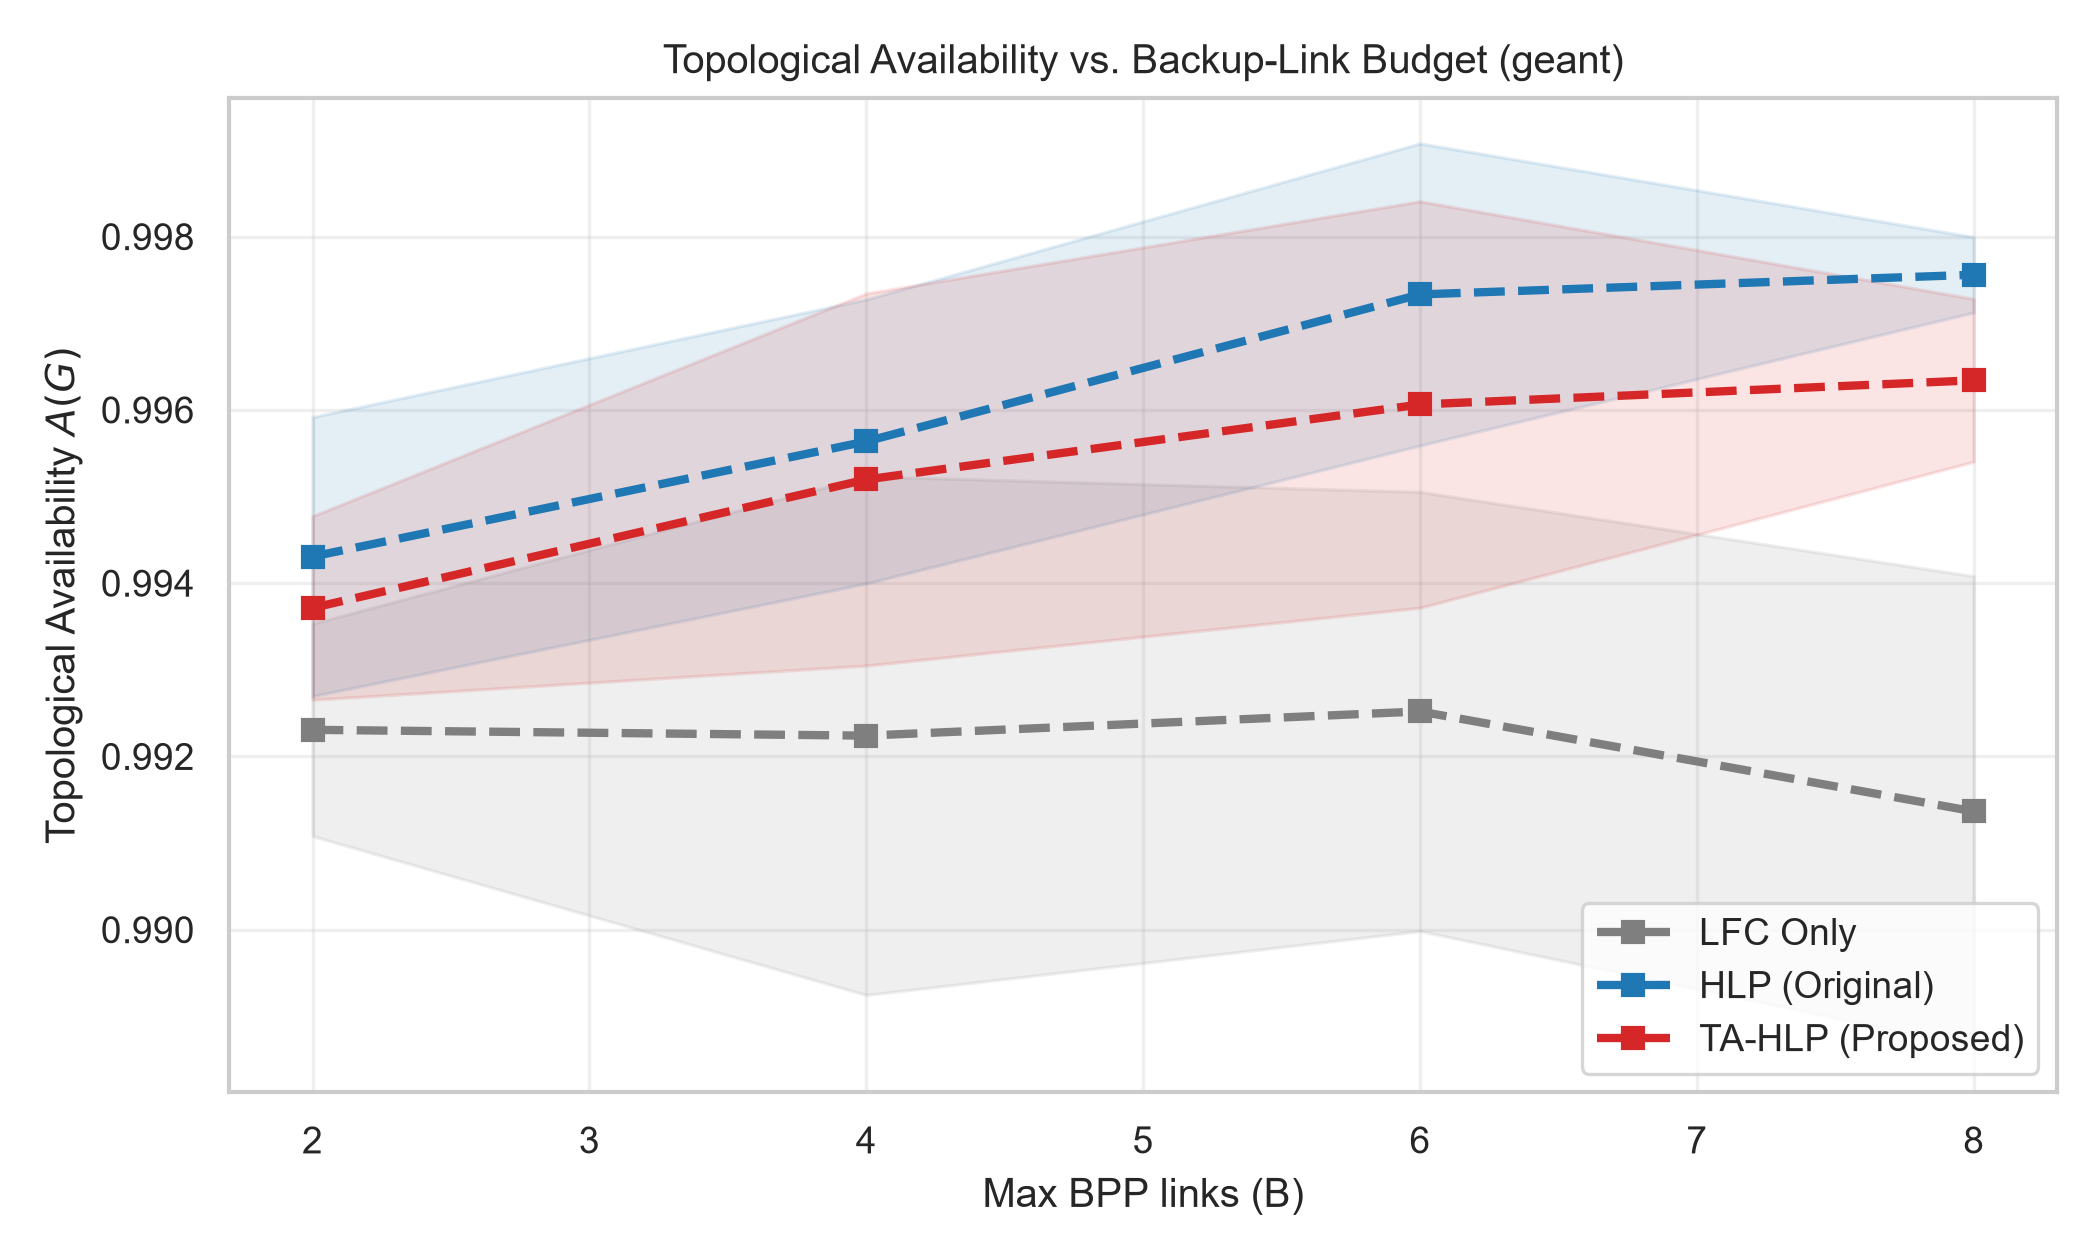 Topological Availability vs. Backup-Link Budget (geant)
Topological Availability A(G)
0.998
0.996
0.994
0.992
0.990
2 3 4 5 6 7 8
Max BPP links (B)
LFC Only
HLP (Original)
TA-HLP (Proposed)